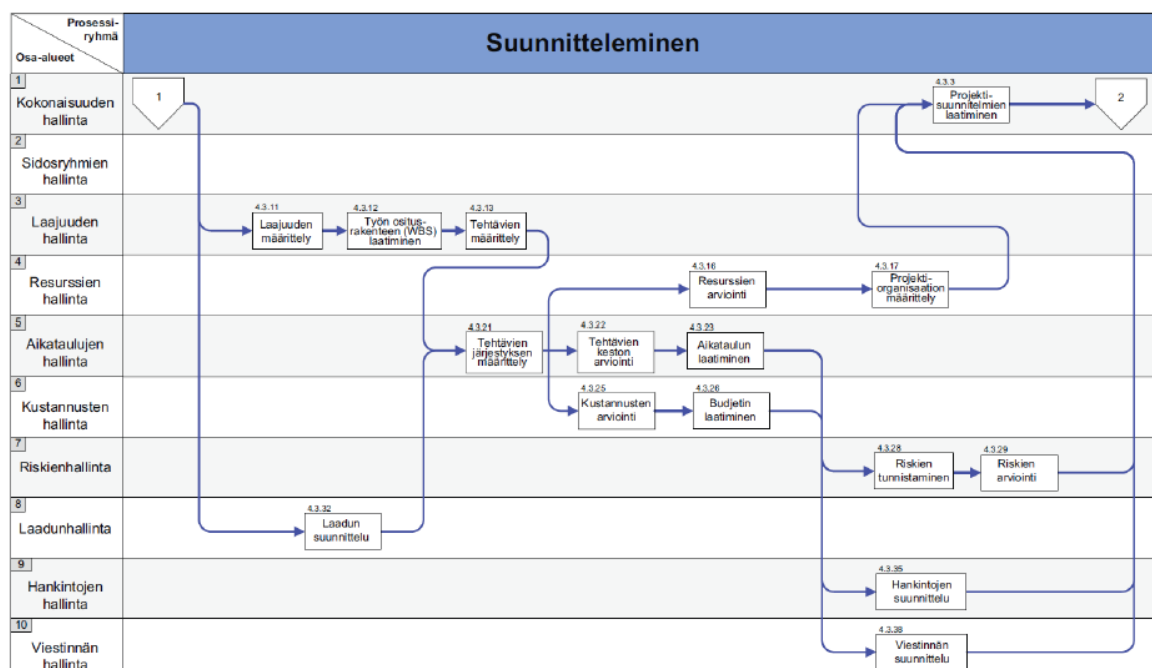 Prosessi-
ryhmä
Osa-alueet
Suunnitteleminen
1
Kokonaisuuden
hallinta
1
4.3.3
Projekti-
suunnitelmien
laatiminen
2
2
Sidosryhmien
hallinta
3
Laajuuden
hallinta
4.3.11
Laajuuden
määrittely
4.3.12
Työn ositus-
rakenteen (WBS)
laatiminen
4.3.13
Tehtävien
määrittely
4
Resurssien
hallinta
4.3.16
Resurssien
arviointi
4.3.17
Projekti-
organisaation
määrittely
5
Aikataulujen
hallinta
4.3.21
Tehtävien
järjestyksen
määrittely
4.3.22
Tehtävien
keston
arviointi
4.3.23
Aikataulun
laatiminen
6
Kustannusten
hallinta
4.3.25
Kustannusten
arviointi
4.3.26
Budjetin
laatiminen
7
Riskienhallinta
4.3.28
Riskien
tunnistaminen
4.3.29
Riskien
arviointi
8
Laadunhallinta
4.3.32
Laadun
suunnittelu
9
Hankintojen
hallinta
4.3.35
Hankintojen
suunnittelu
10
Viestinnän
hallinta
4.3.38
Viestinnän
suunnittelu